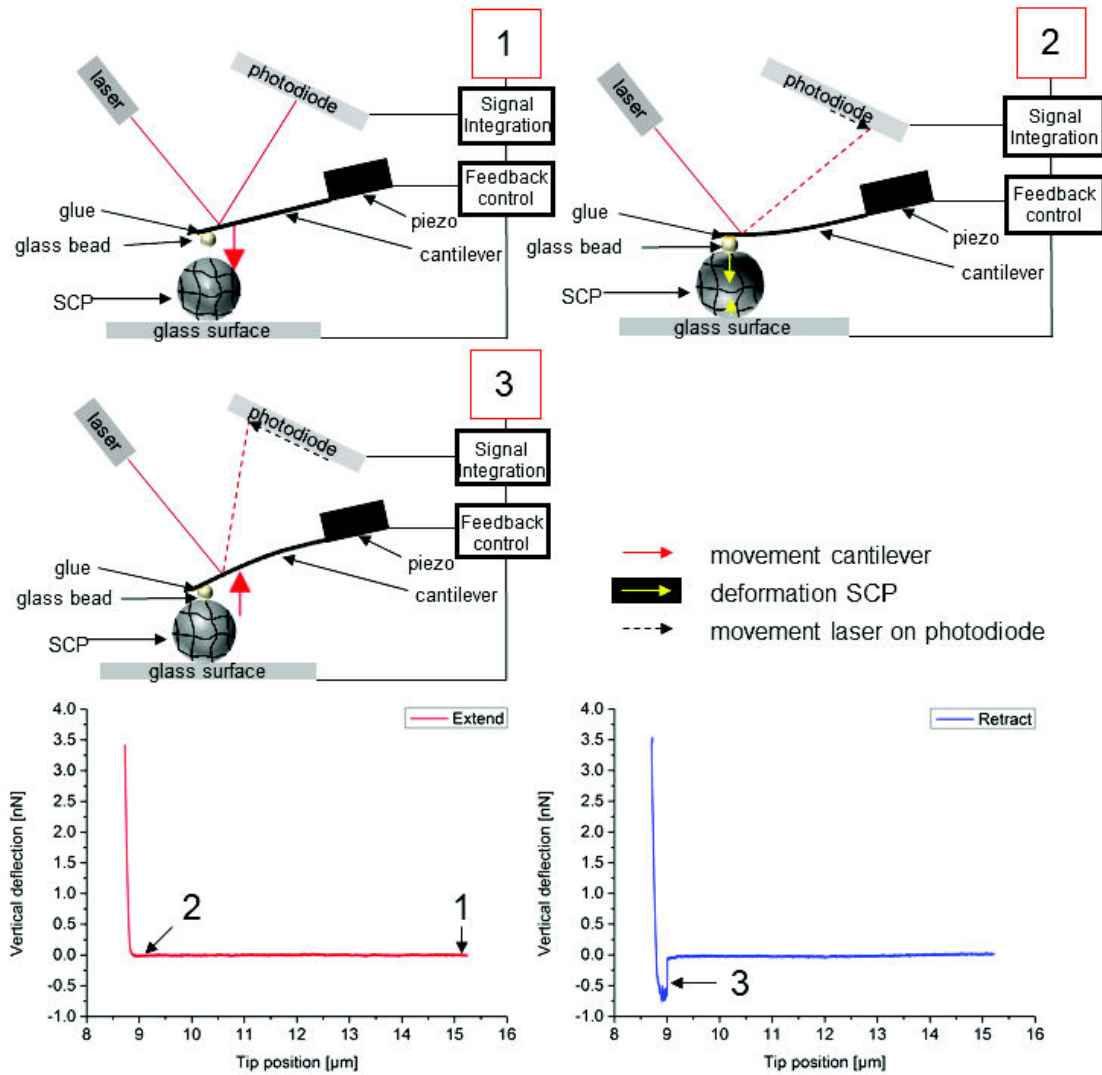 1
laser
photodiode
Signal
Integration
Feedback
control
glue
glass bead
piezo
cantilever
SCP
glass surface
2
laser
photodiode
Signal
Integration
Feedback
control
glue
glass bead
piezo
cantilever
SCP
glass surface
3
laser
photodiode
Signal
Integration
Feedback
control
glue
glass bead
piezo
cantilever
SCP
glass surface
movement cantilever
deformation SCP
movement laser on photodiode
4.0
3.5
3.0
2.5
2.0
1.5
1.0
0.5
0.0
-0.5
-1.0
Vertical deflection [nN]
Extend
2
1
8 9 10 11 12 13 14 15 16
Tip position [µm]
4.0
3.5
3.0
2.5
2.0
1.5
1.0
0.5
0.0
-0.5
-1.0
Vertical deflection [nN]
Retract
3
8 9 10 11 12 13 14 15 16
Tip position [µm]